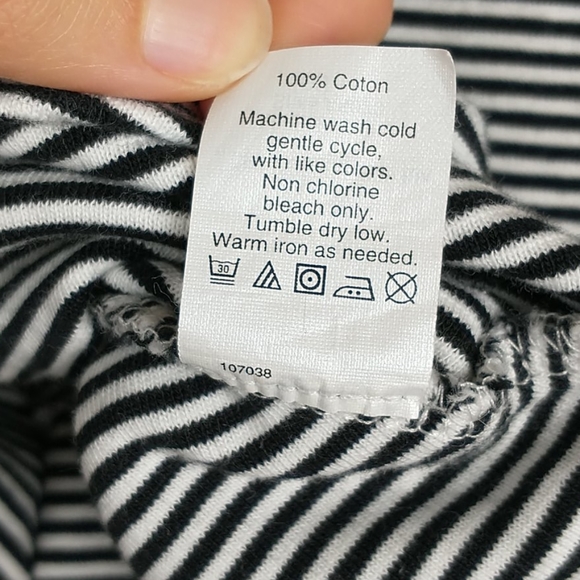 100% Coton
Machine wash cold
gentle cycle,
with like colors.
Non chlorine
bleach only.
Tumble dry low.
Warm iron as needed.
30
107038